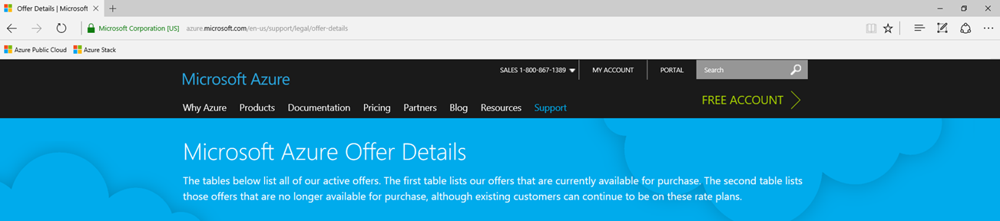 Offer Details | Microsoft
Microsoft Corporation [US] azure.microsoft.com/en-us/support/legal/offer-details
Azure Public Cloud Azure Stack
SALES 1-800-867-1389 MY ACCOUNT PORTAL Search
Microsoft Azure
FREE ACCOUNT
Why Azure Products Documentation Pricing Partners Blog Resources Support
Microsoft Azure Offer Details
The tables below list all of our active offers. The first table lists our offers that are currently available for purchase. The second table lists
those offers that are no longer available for purchase, although existing customers can continue to be on these rate plans.